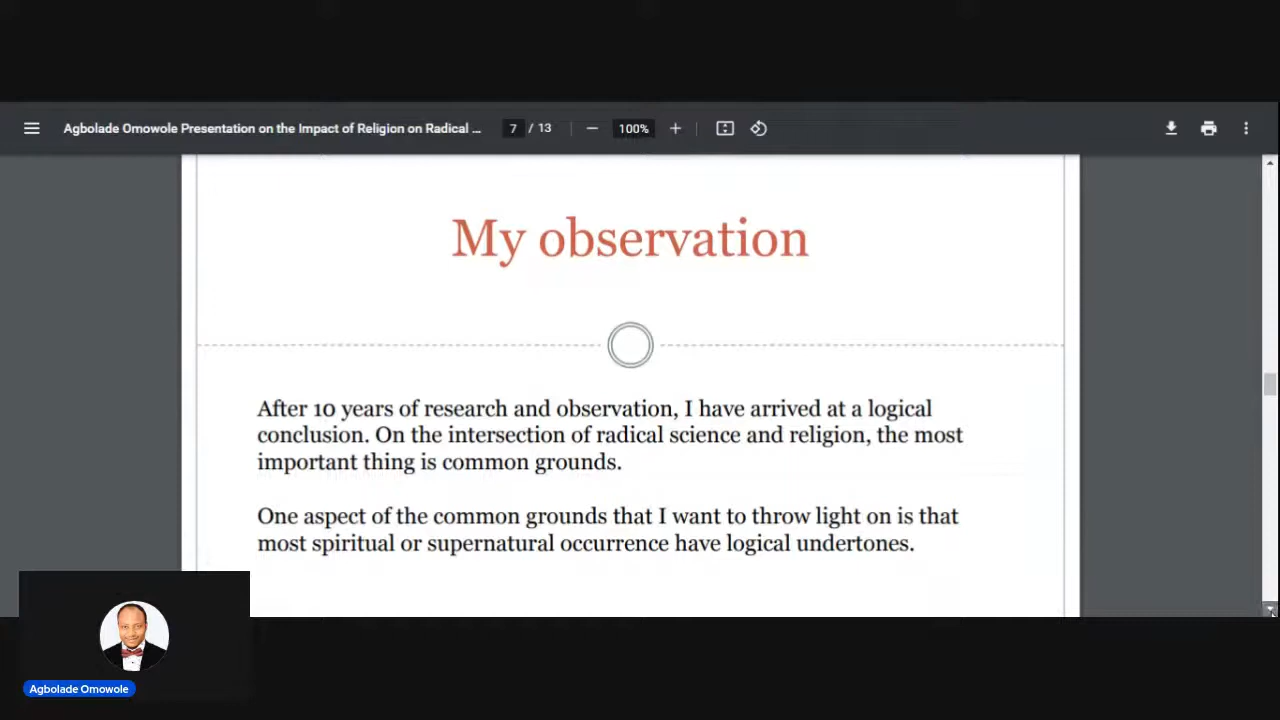 Agbolade Omowole Presentation on the Impact of Religion on Radical ...
7 / 13
100%
My observation
After 10 years of research and observation, I have arrived at a logical
conclusion. On the intersection of radical science and religion, the most
important thing is common grounds.
One aspect of the common grounds that I want to throw light on is that
most spiritual or supernatural occurrence have logical undertones.
Agbolade Omowole